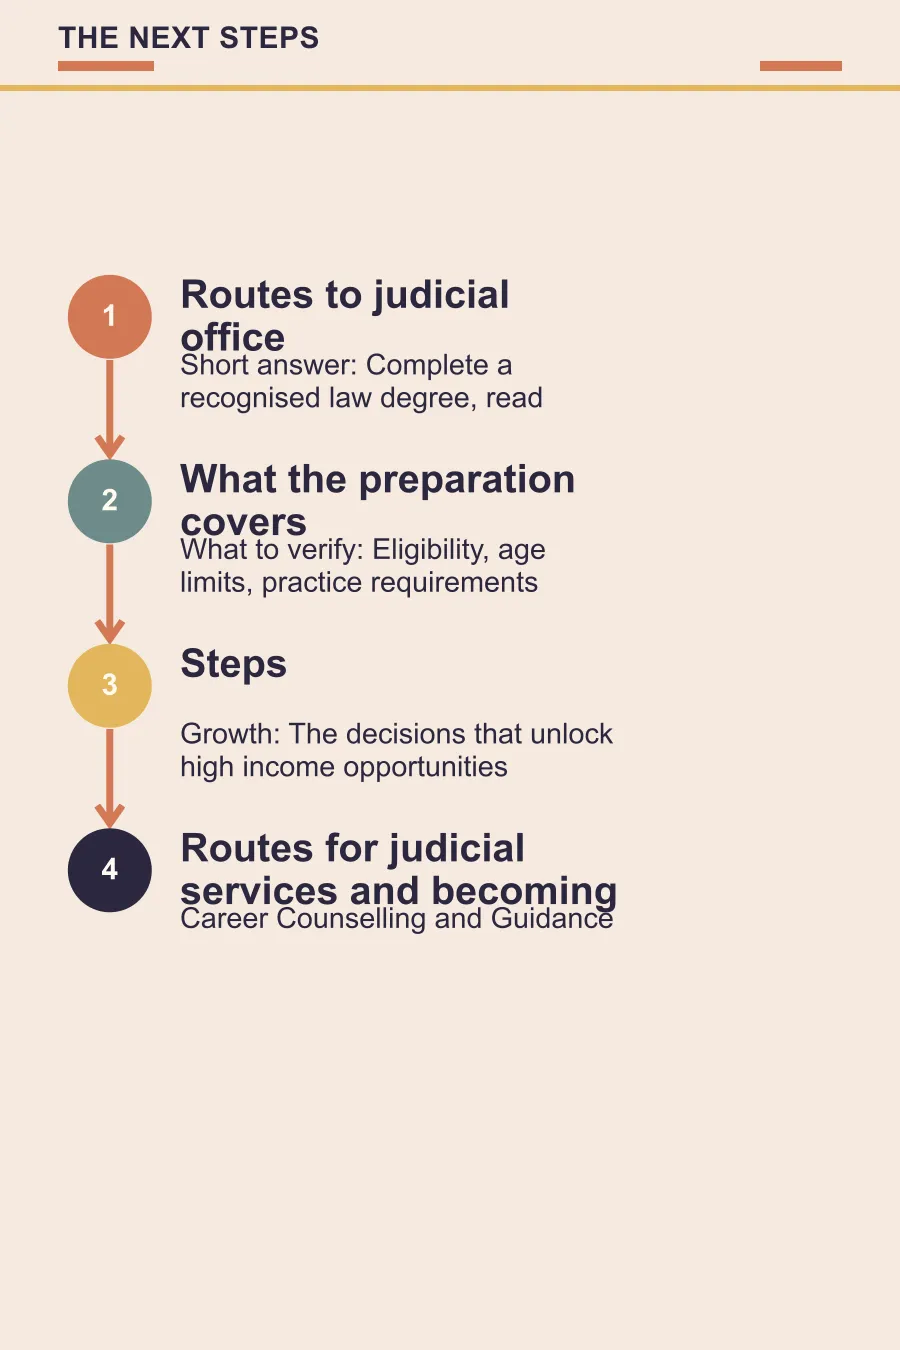 THE NEXT STEPS
1
Routes to judicial
office
Short answer: Complete a
recognised law degree, read
2
What the preparation
covers
What to verify: Eligibility, age
limits, practice requirements
3
Steps
Growth: The decisions that unlock
high income opportunities
4
Routes for judicial
services and becoming
Career Counselling and Guidance